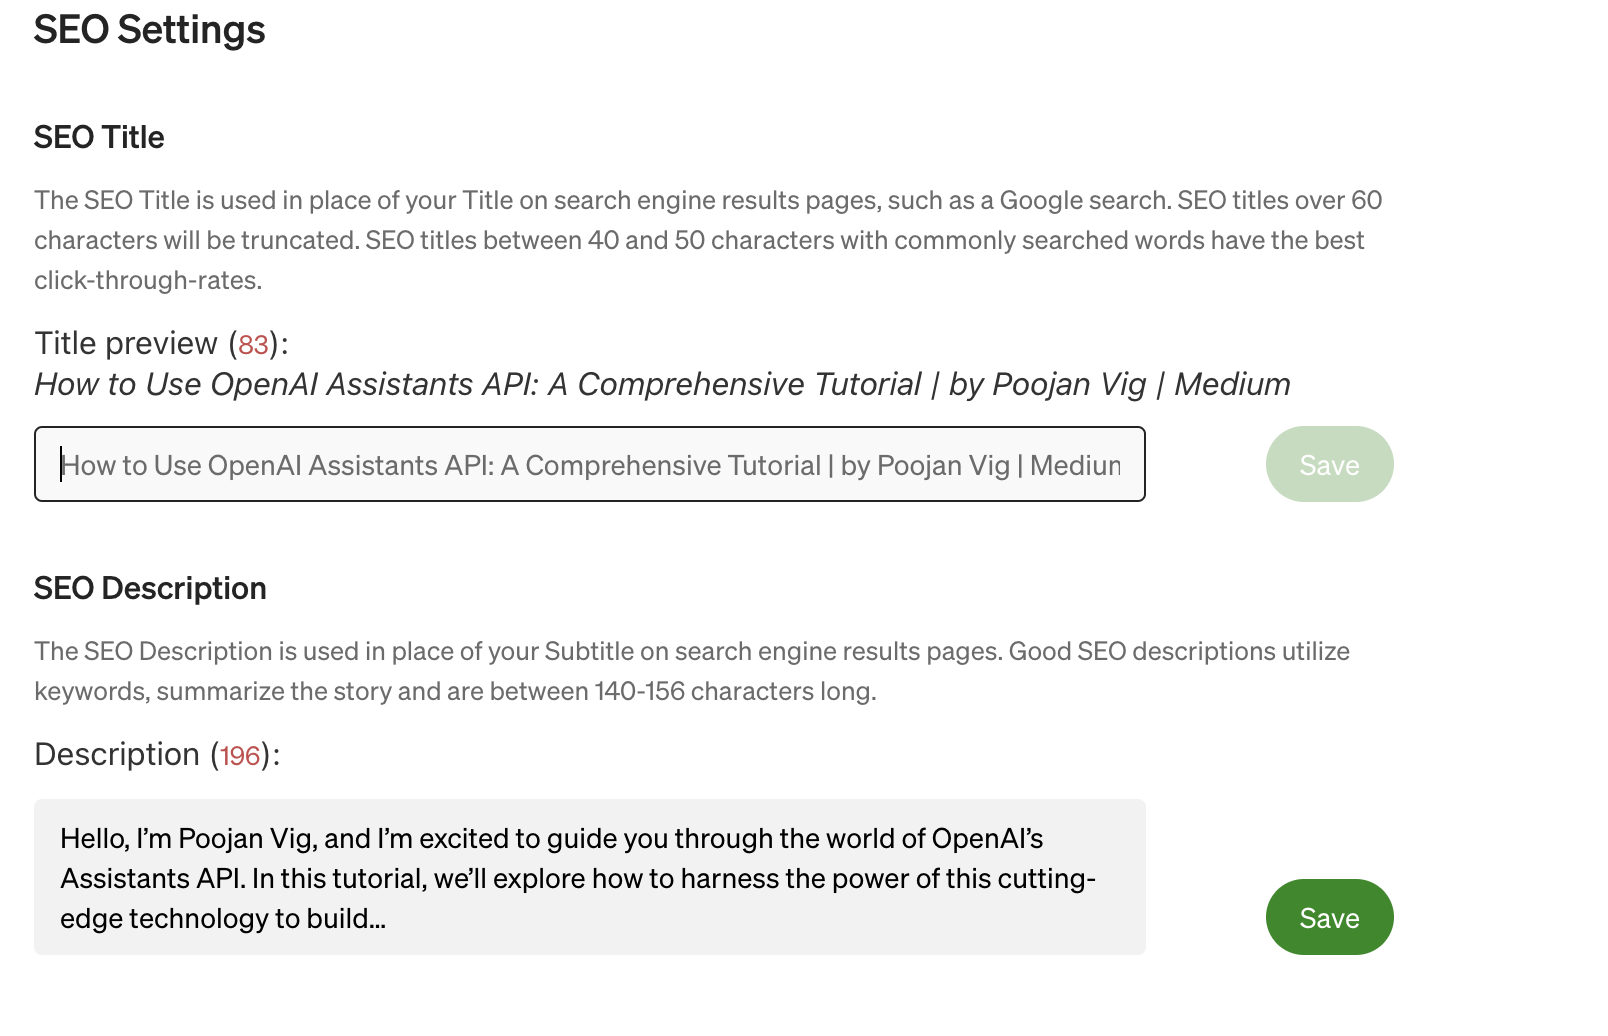 SEO Settings
SEO Title
The SEO Title is used in place of your Title on search engine results pages, such as a Google search. SEO titles over 60
characters will be truncated. SEO titles between 40 and 50 characters with commonly searched words have the best
click-through-rates.
Title preview (83):
How to Use OpenAI Assistants API: A Comprehensive Tutorial | by Poojan Vig | Medium
How to Use OpenAI Assistants API: A Comprehensive Tutorial | by Poojan Vig | Medium
Save
SEO Description
The SEO Description is used in place of your Subtitle on search engine results pages. Good SEO descriptions utilize
keywords, summarize the story and are between 140-156 characters long.
Description (196):
Hello, I’m Poojan Vig, and I’m excited to guide you through the world of OpenAI’s
Assistants API. In this tutorial, we’ll explore how to harness the power of this cutting-
edge technology to build…
Save